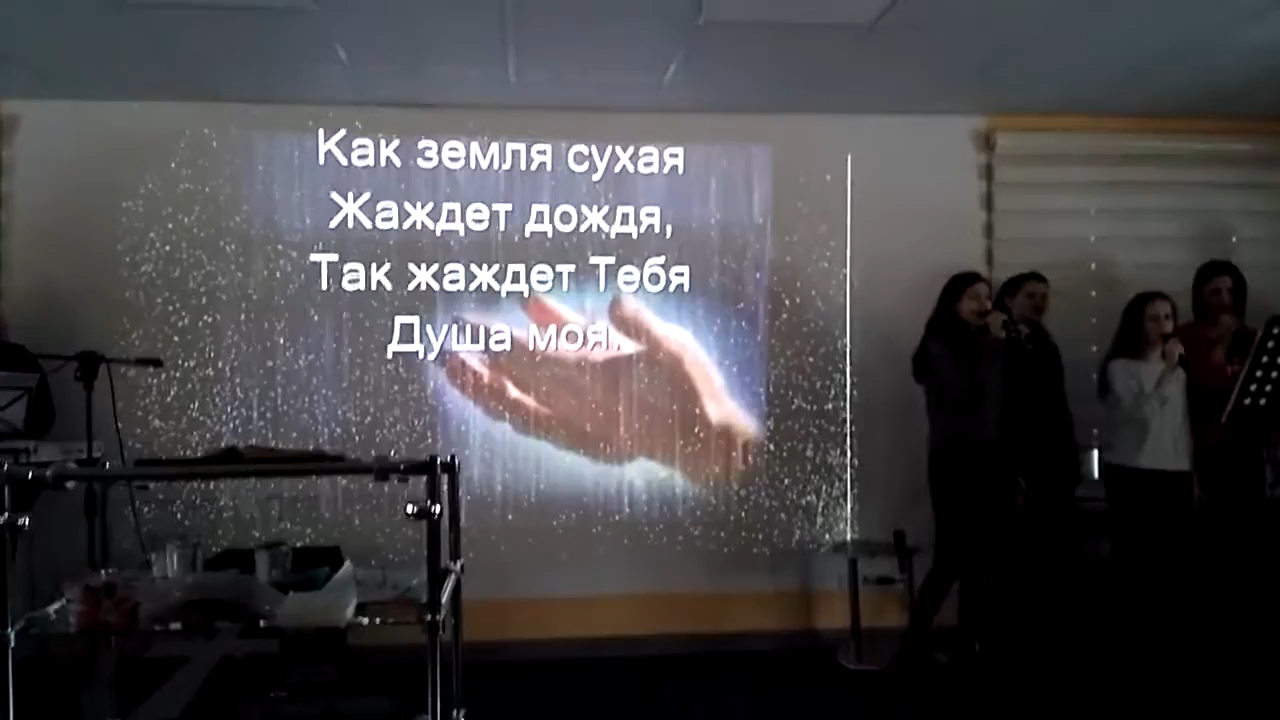 Как земля сухая
Жаждет дождя,
Так жаждет Тебя
Душа моя.